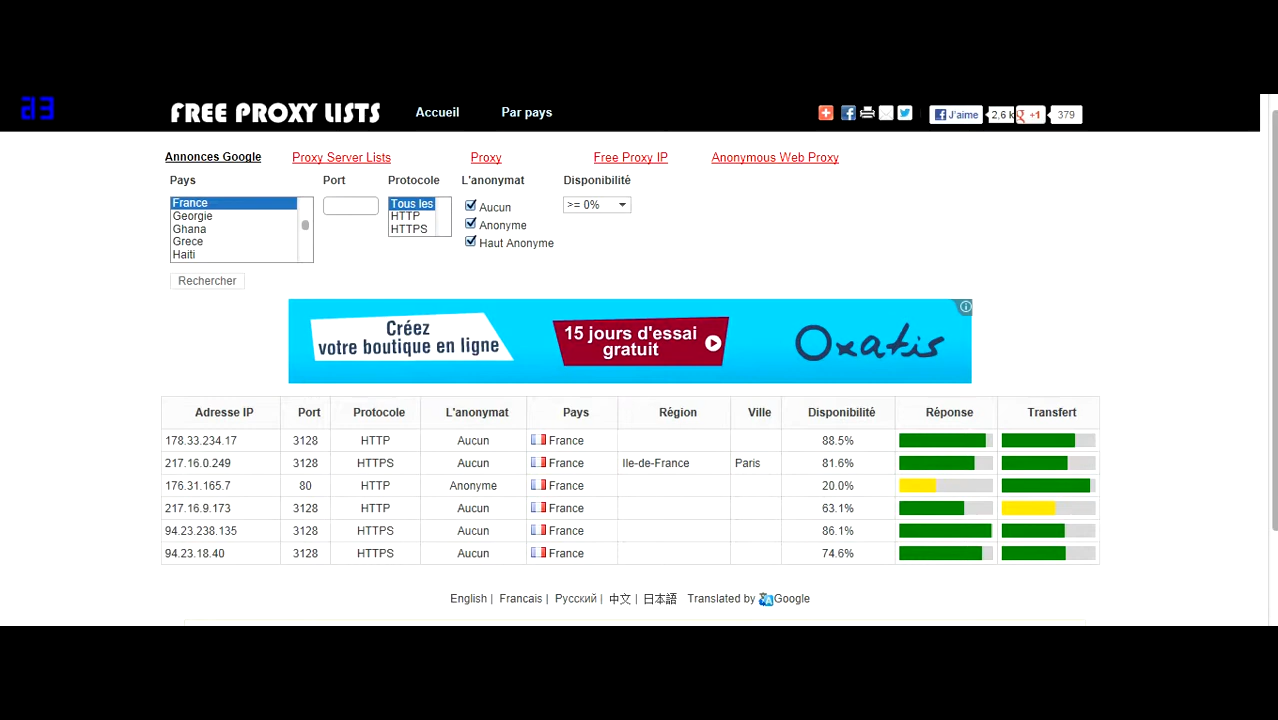 FREE PROXY LISTS Accueil Par pays J'aime 2,6 k +1 379
Annonces Google Proxy Server Lists Proxy Free Proxy IP Anonymous Web Proxy
Pays Port Protocole L'anonymat Disponibilité
France Tous les Aucun >= 0%
Georgie HTTP Anonyme
Ghana HTTPS Haut Anonyme
Grece
Haiti
Rechercher
Créez
votre boutique en ligne
15 jours d'essai
gratuit
Oxatis
Adresse IP Port Protocole L'anonymat Pays Région Ville Disponibilité Réponse Transfert
178.33.234.17 3128 HTTP Aucun France 88.5%
217.16.0.249 3128 HTTPS Aucun France Ile-de-France Paris 81.6%
176.31.165.7 80 HTTP Anonyme France 20.0%
217.16.9.173 3128 HTTP Aucun France 63.1%
94.23.238.135 3128 HTTPS Aucun France 86.1%
94.23.18.40 3128 HTTPS Aucun France 74.6%
English | Francais | Русский | 中文 | 日本語 Translated by Google